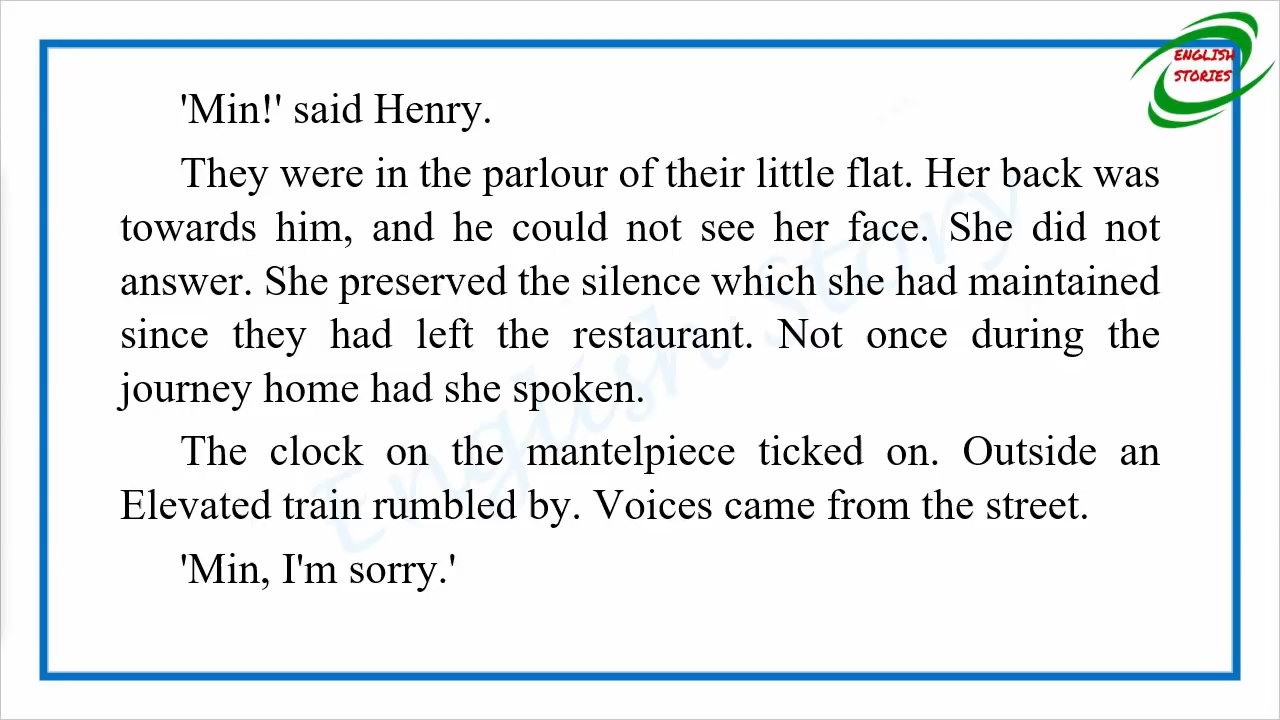 ENGLISH
STORIES
'Min!' said Henry.
They were in the parlour of their little flat. Her back was
towards him, and he could not see her face. She did not
answer. She preserved the silence which she had maintained
since they had left the restaurant. Not once during the
journey home had she spoken.
The clock on the mantelpiece ticked on. Outside an
Elevated train rumbled by. Voices came from the street.
'Min, I'm sorry.'
English Story